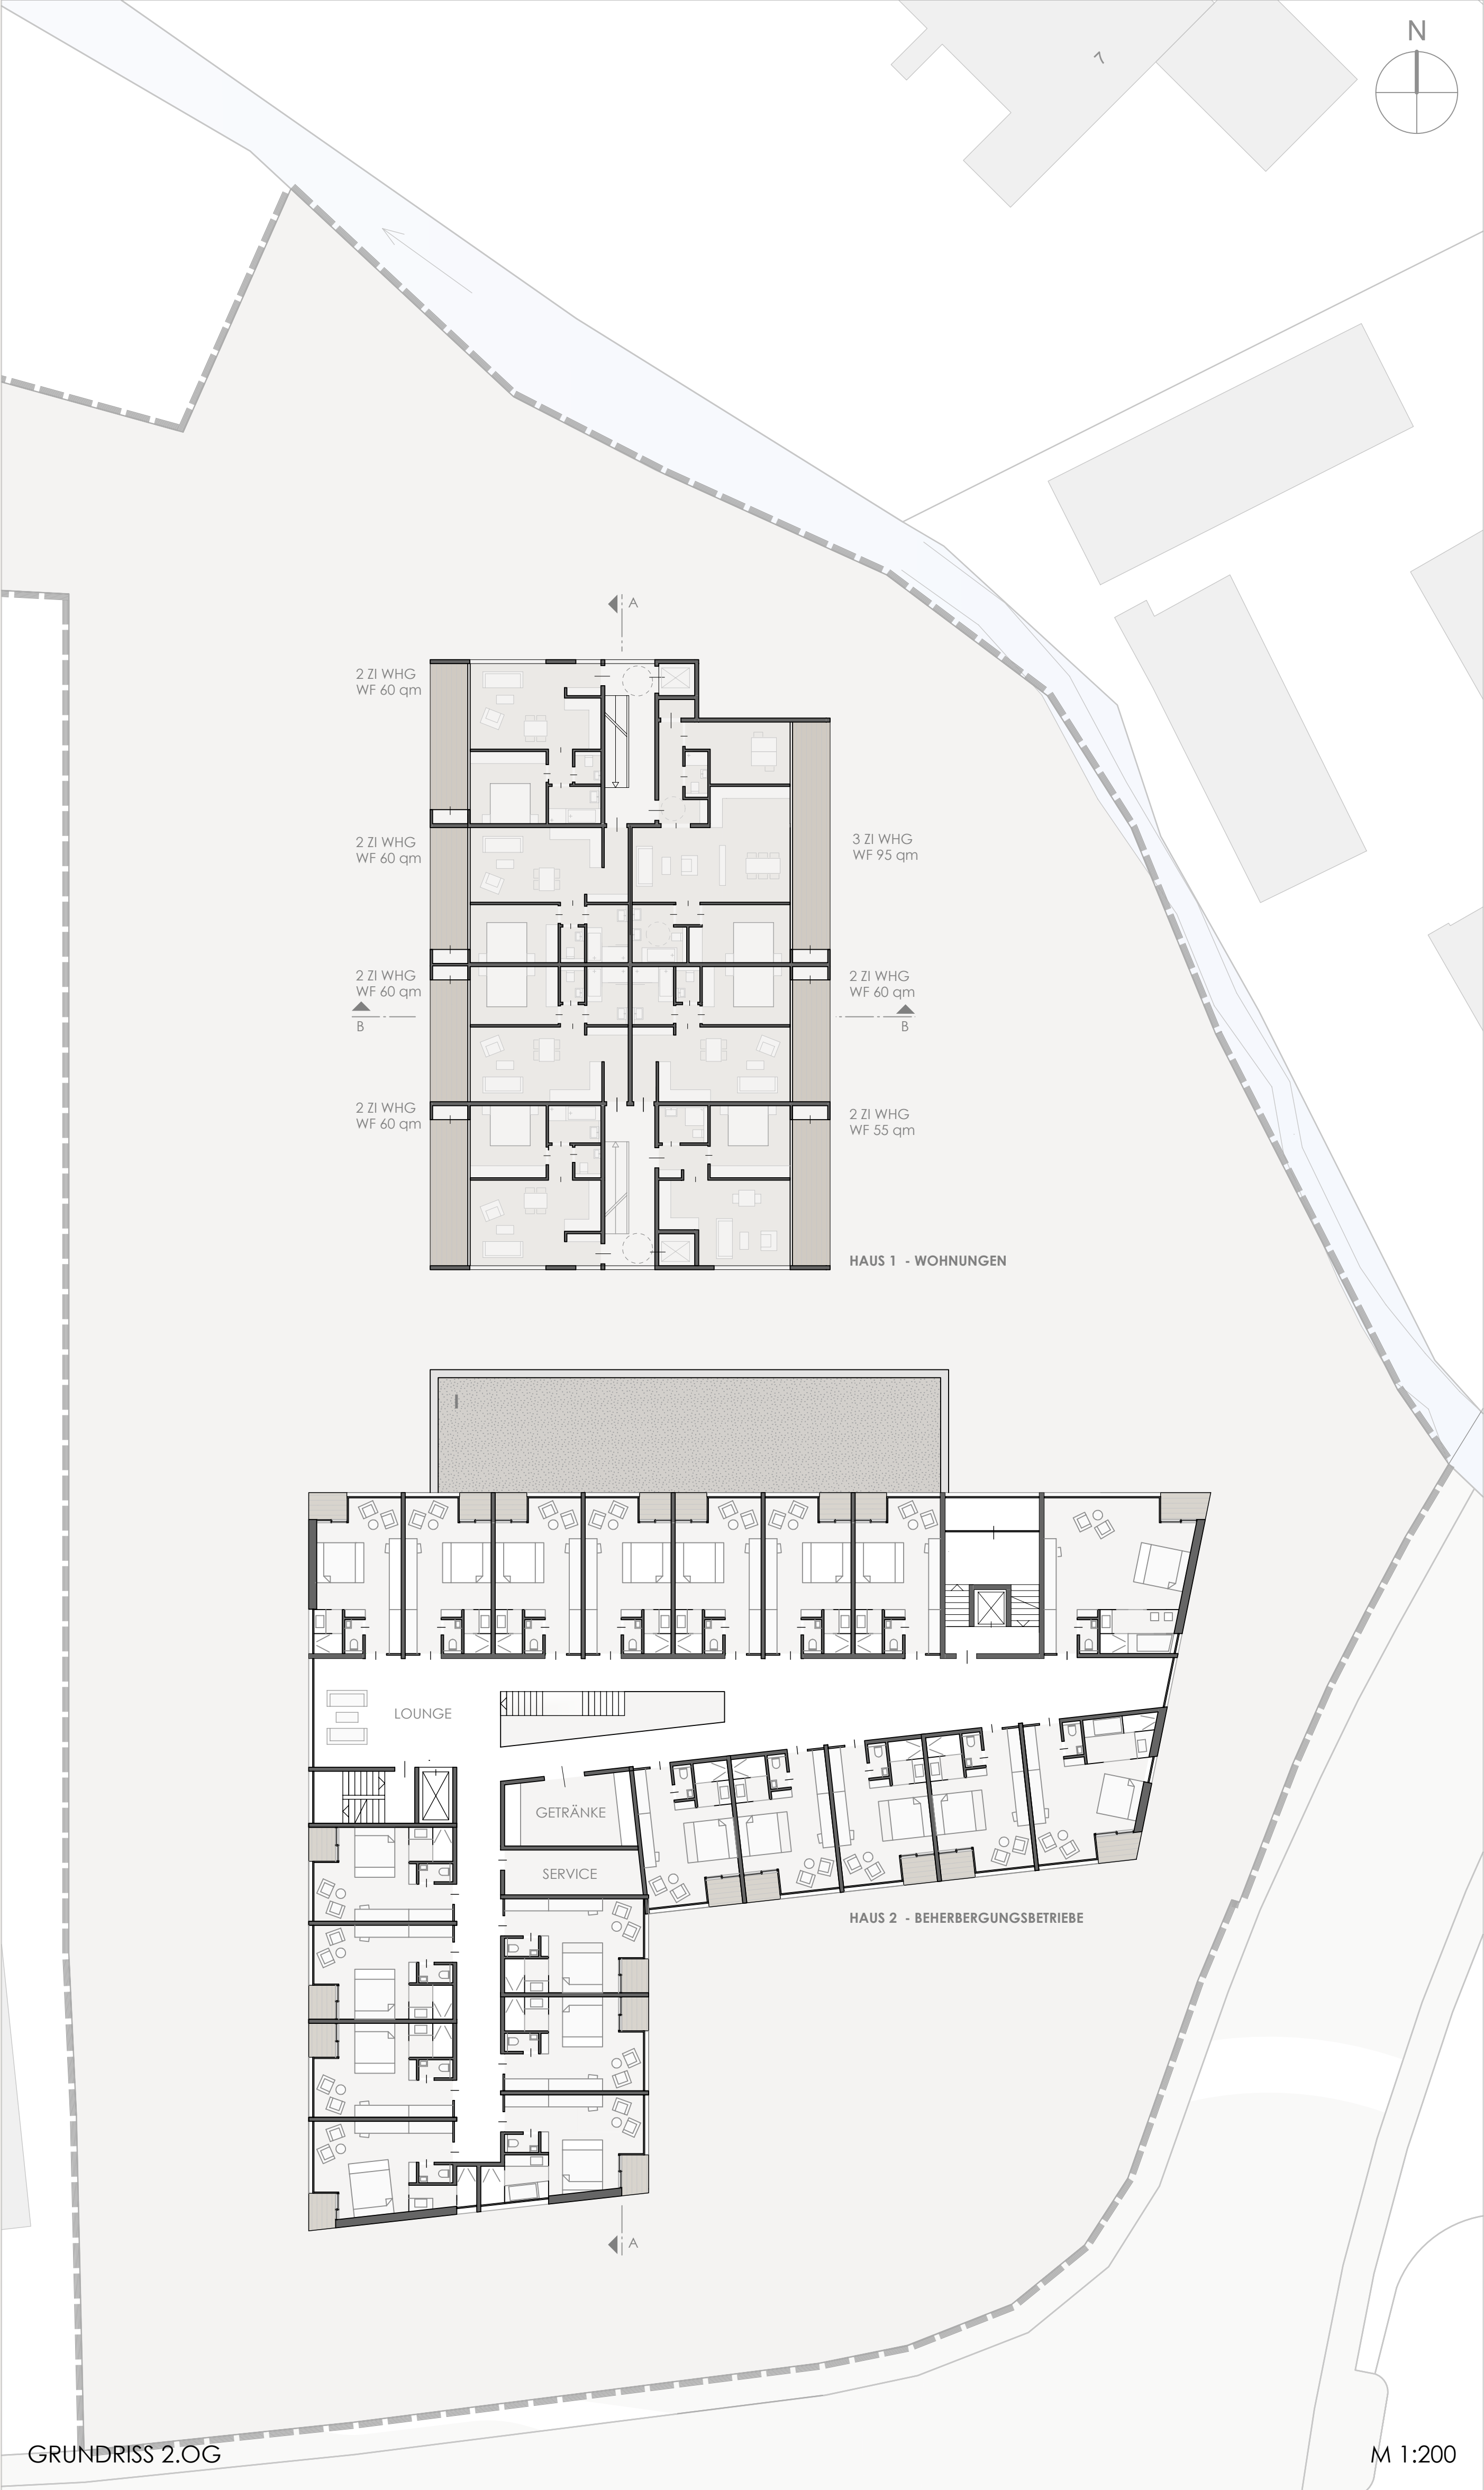 N
7
A
2 ZI WHG
WF 60 qm
2 ZI WHG
WF 60 qm
3 ZI WHG
WF 95 qm
2 ZI WHG
WF 60 qm
2 ZI WHG
WF 60 qm
B
B
2 ZI WHG
WF 60 qm
2 ZI WHG
WF 55 qm
HAUS 1 - WOHNUNGEN
LOUNGE
GETRÄNKE
SERVICE
HAUS 2 - BEHERBERGUNGSBETRIEBE
A
GRUNDRISS 2.OG
M 1:200